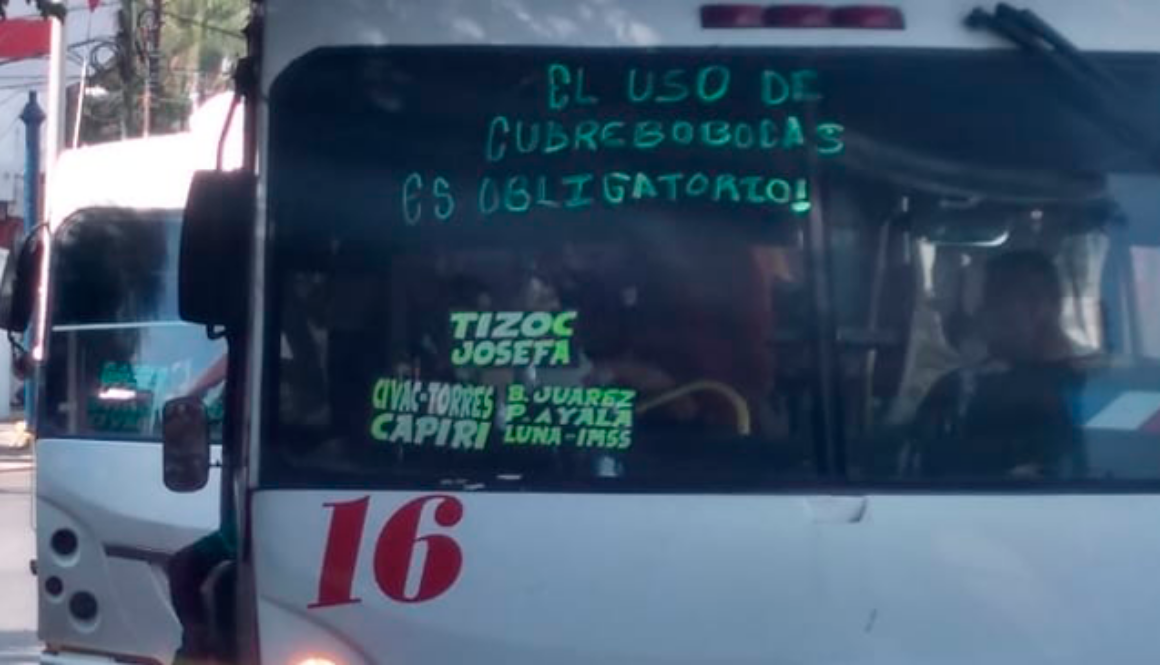 EL USO DE
CUBREBOBOCAS
ES OBLIGATORIO!
TIZOC
JOSEFA
CIVAC-TORRES
CAPIRI
B. JUAREZ
P. AYALA
LUNA-IMSS
16